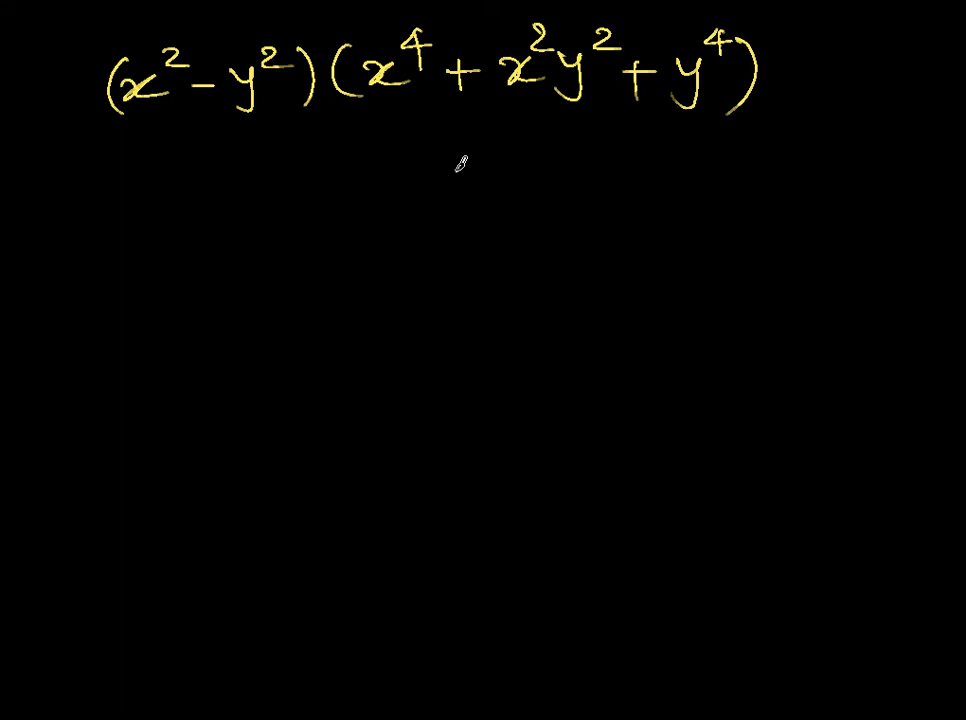 (x² - y²)(x⁴ + x²y² + y⁴)